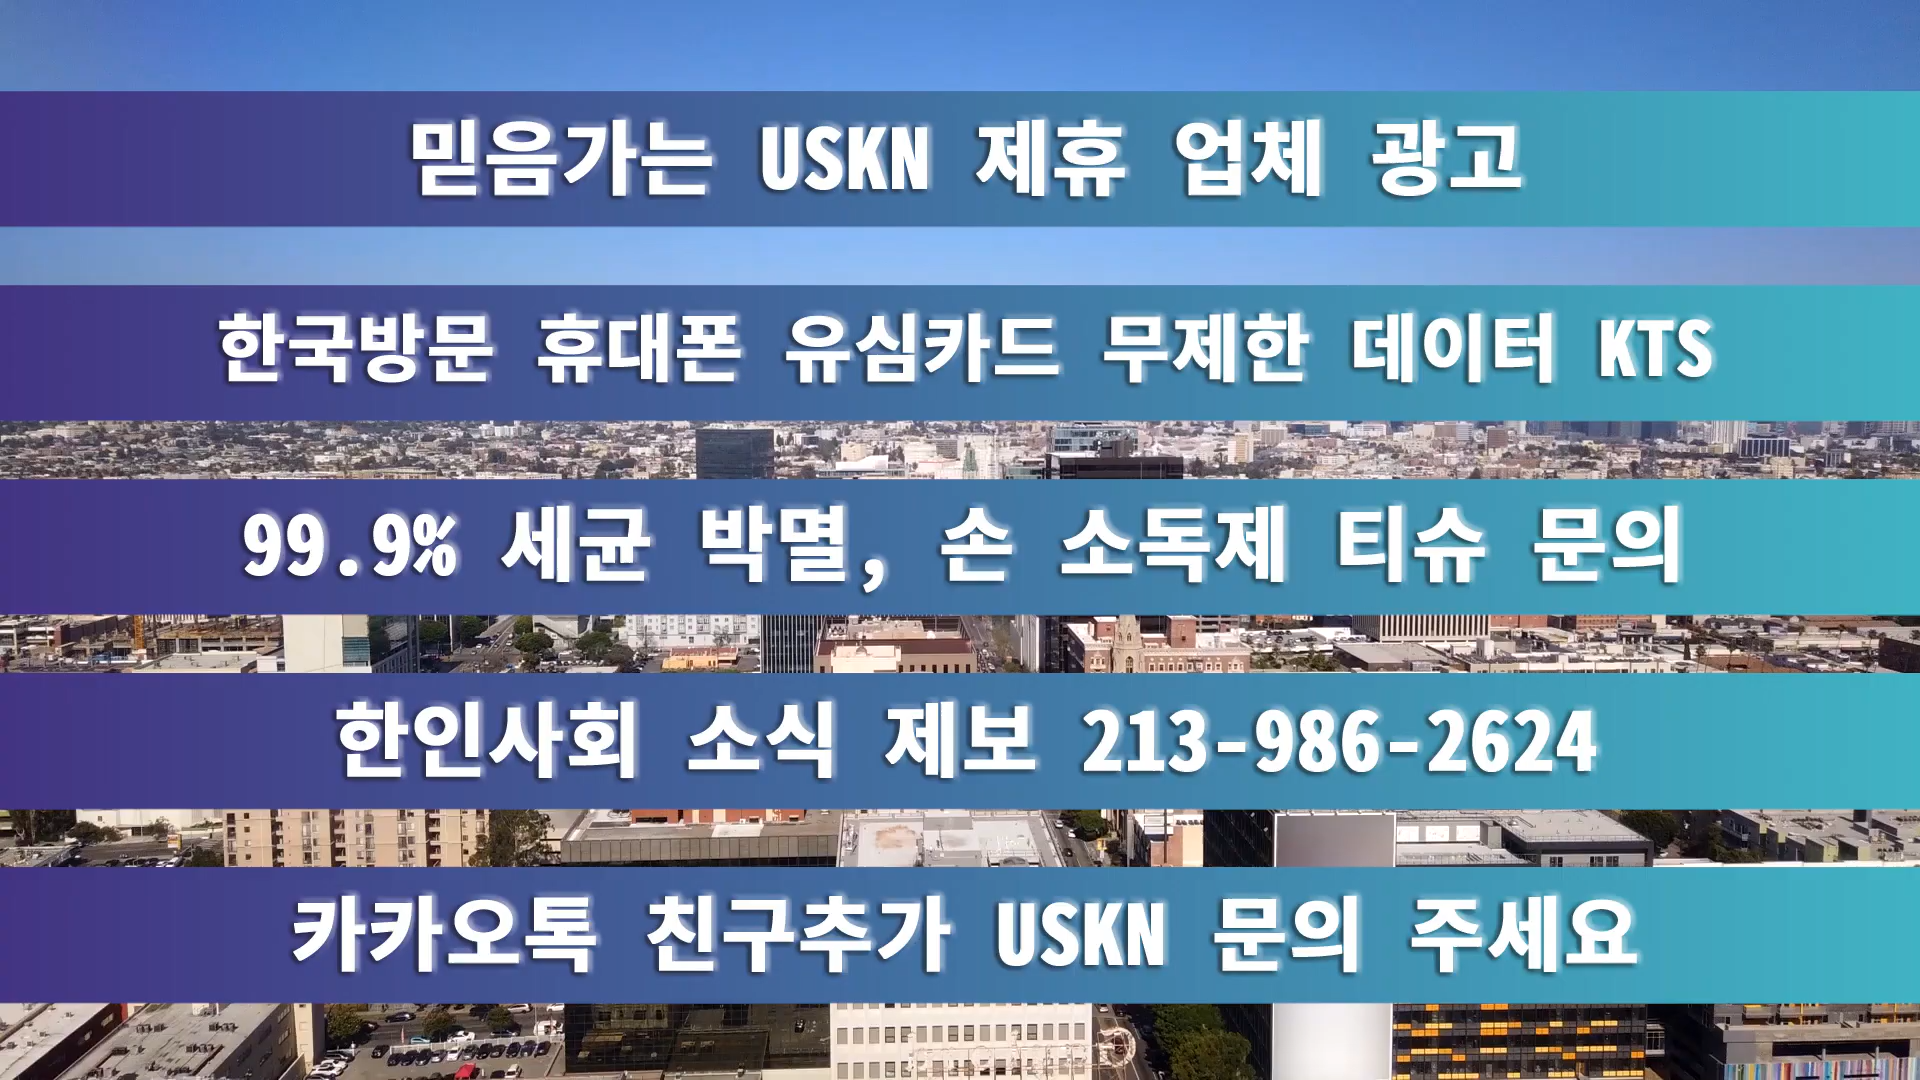 믿음가는 USKN 제휴 업체 광고
한국방문 휴대폰 유심카드 무제한 데이터 KTS
99.9% 세균 박멸, 손 소독제 티슈 문의
한인사회 소식 제보 213-986-2624
카카오톡 친구추가 USKN 문의 주세요